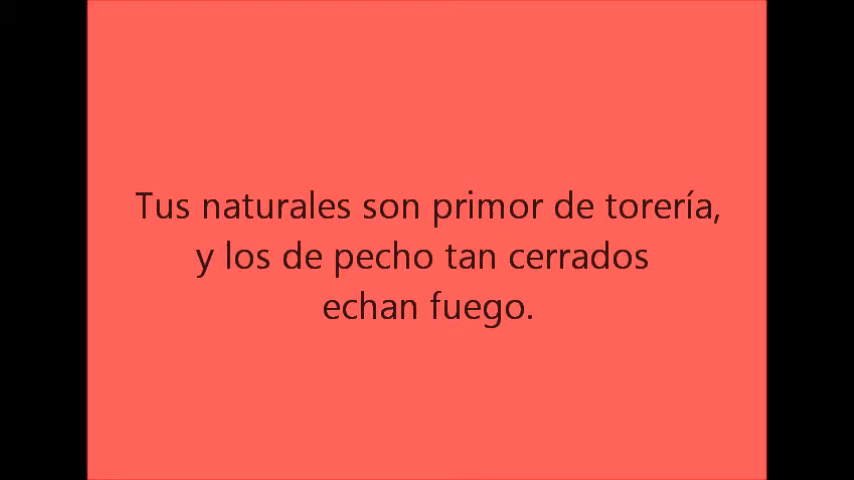 Tus naturales son primor de torería,
y los de pecho tan cerrados
echan fuego.